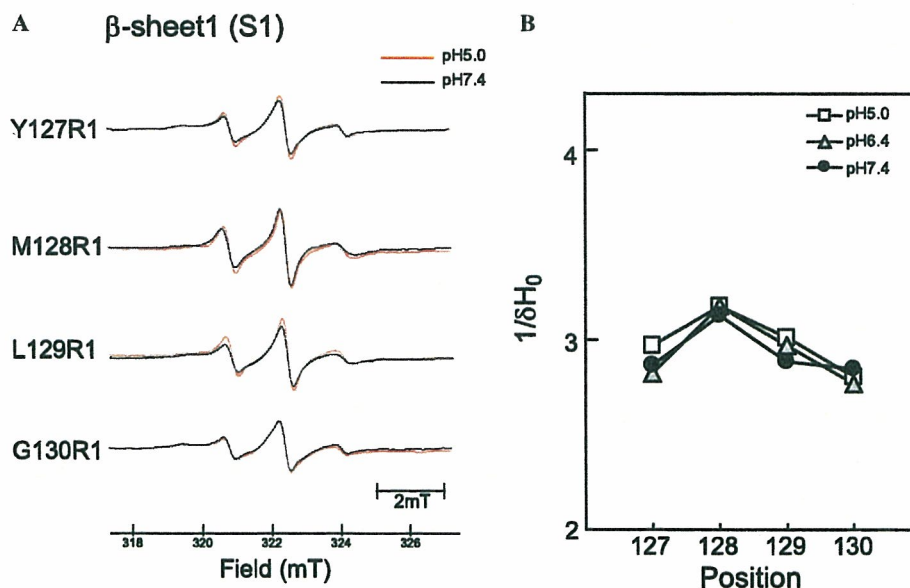 A
β-sheet1 (S1)
pH5.0
pH7.4
Y127R1
M128R1
L129R1
G130R1
2mT
318 320 322 324 326
Field (mT)
B
pH5.0
pH6.4
pH7.4
4
3
2
1/δH₀
127 128 129 130
Position